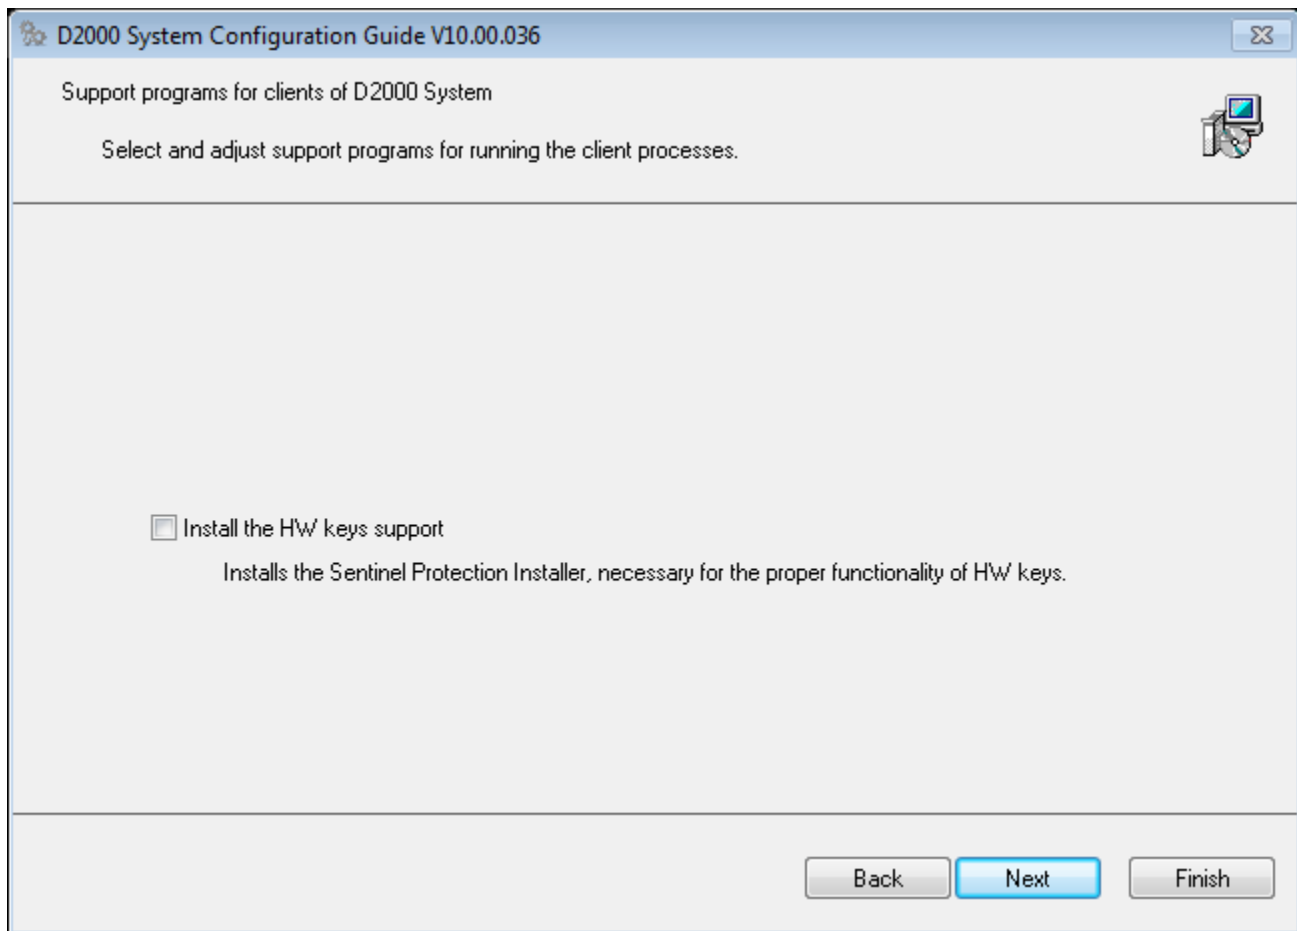 D2000 System Configuration Guide V10.00.036
Support programs for clients of D2000 System
Select and adjust support programs for running the client processes.
Install the HW keys support
Installs the Sentinel Protection Installer, necessary for the proper functionality of HW keys.
Back Next Finish